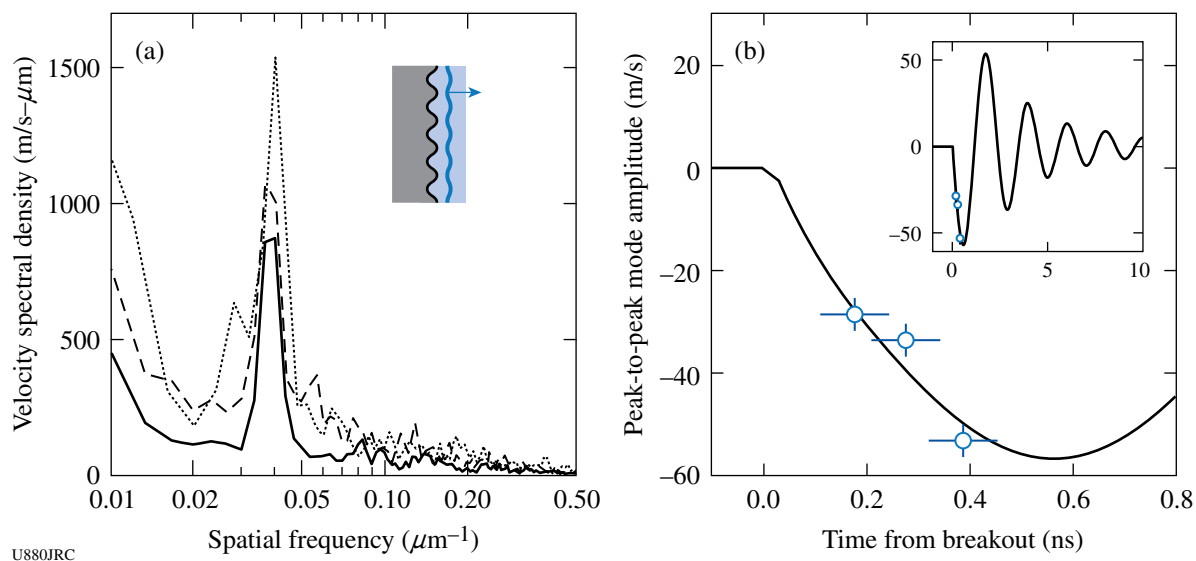 (a)
Velocity spectral density (m/s–μm)
1500
1000
500
0
0.01 0.02 0.05 0.10 0.20 0.50
Spatial frequency (μm⁻¹)
U880JRC
(b)
Peak-to-peak mode amplitude (m/s)
20
0
–20
–40
–60
0.0 0.2 0.4 0.6 0.8
Time from breakout (ns)
50
0
–50
0 5 10